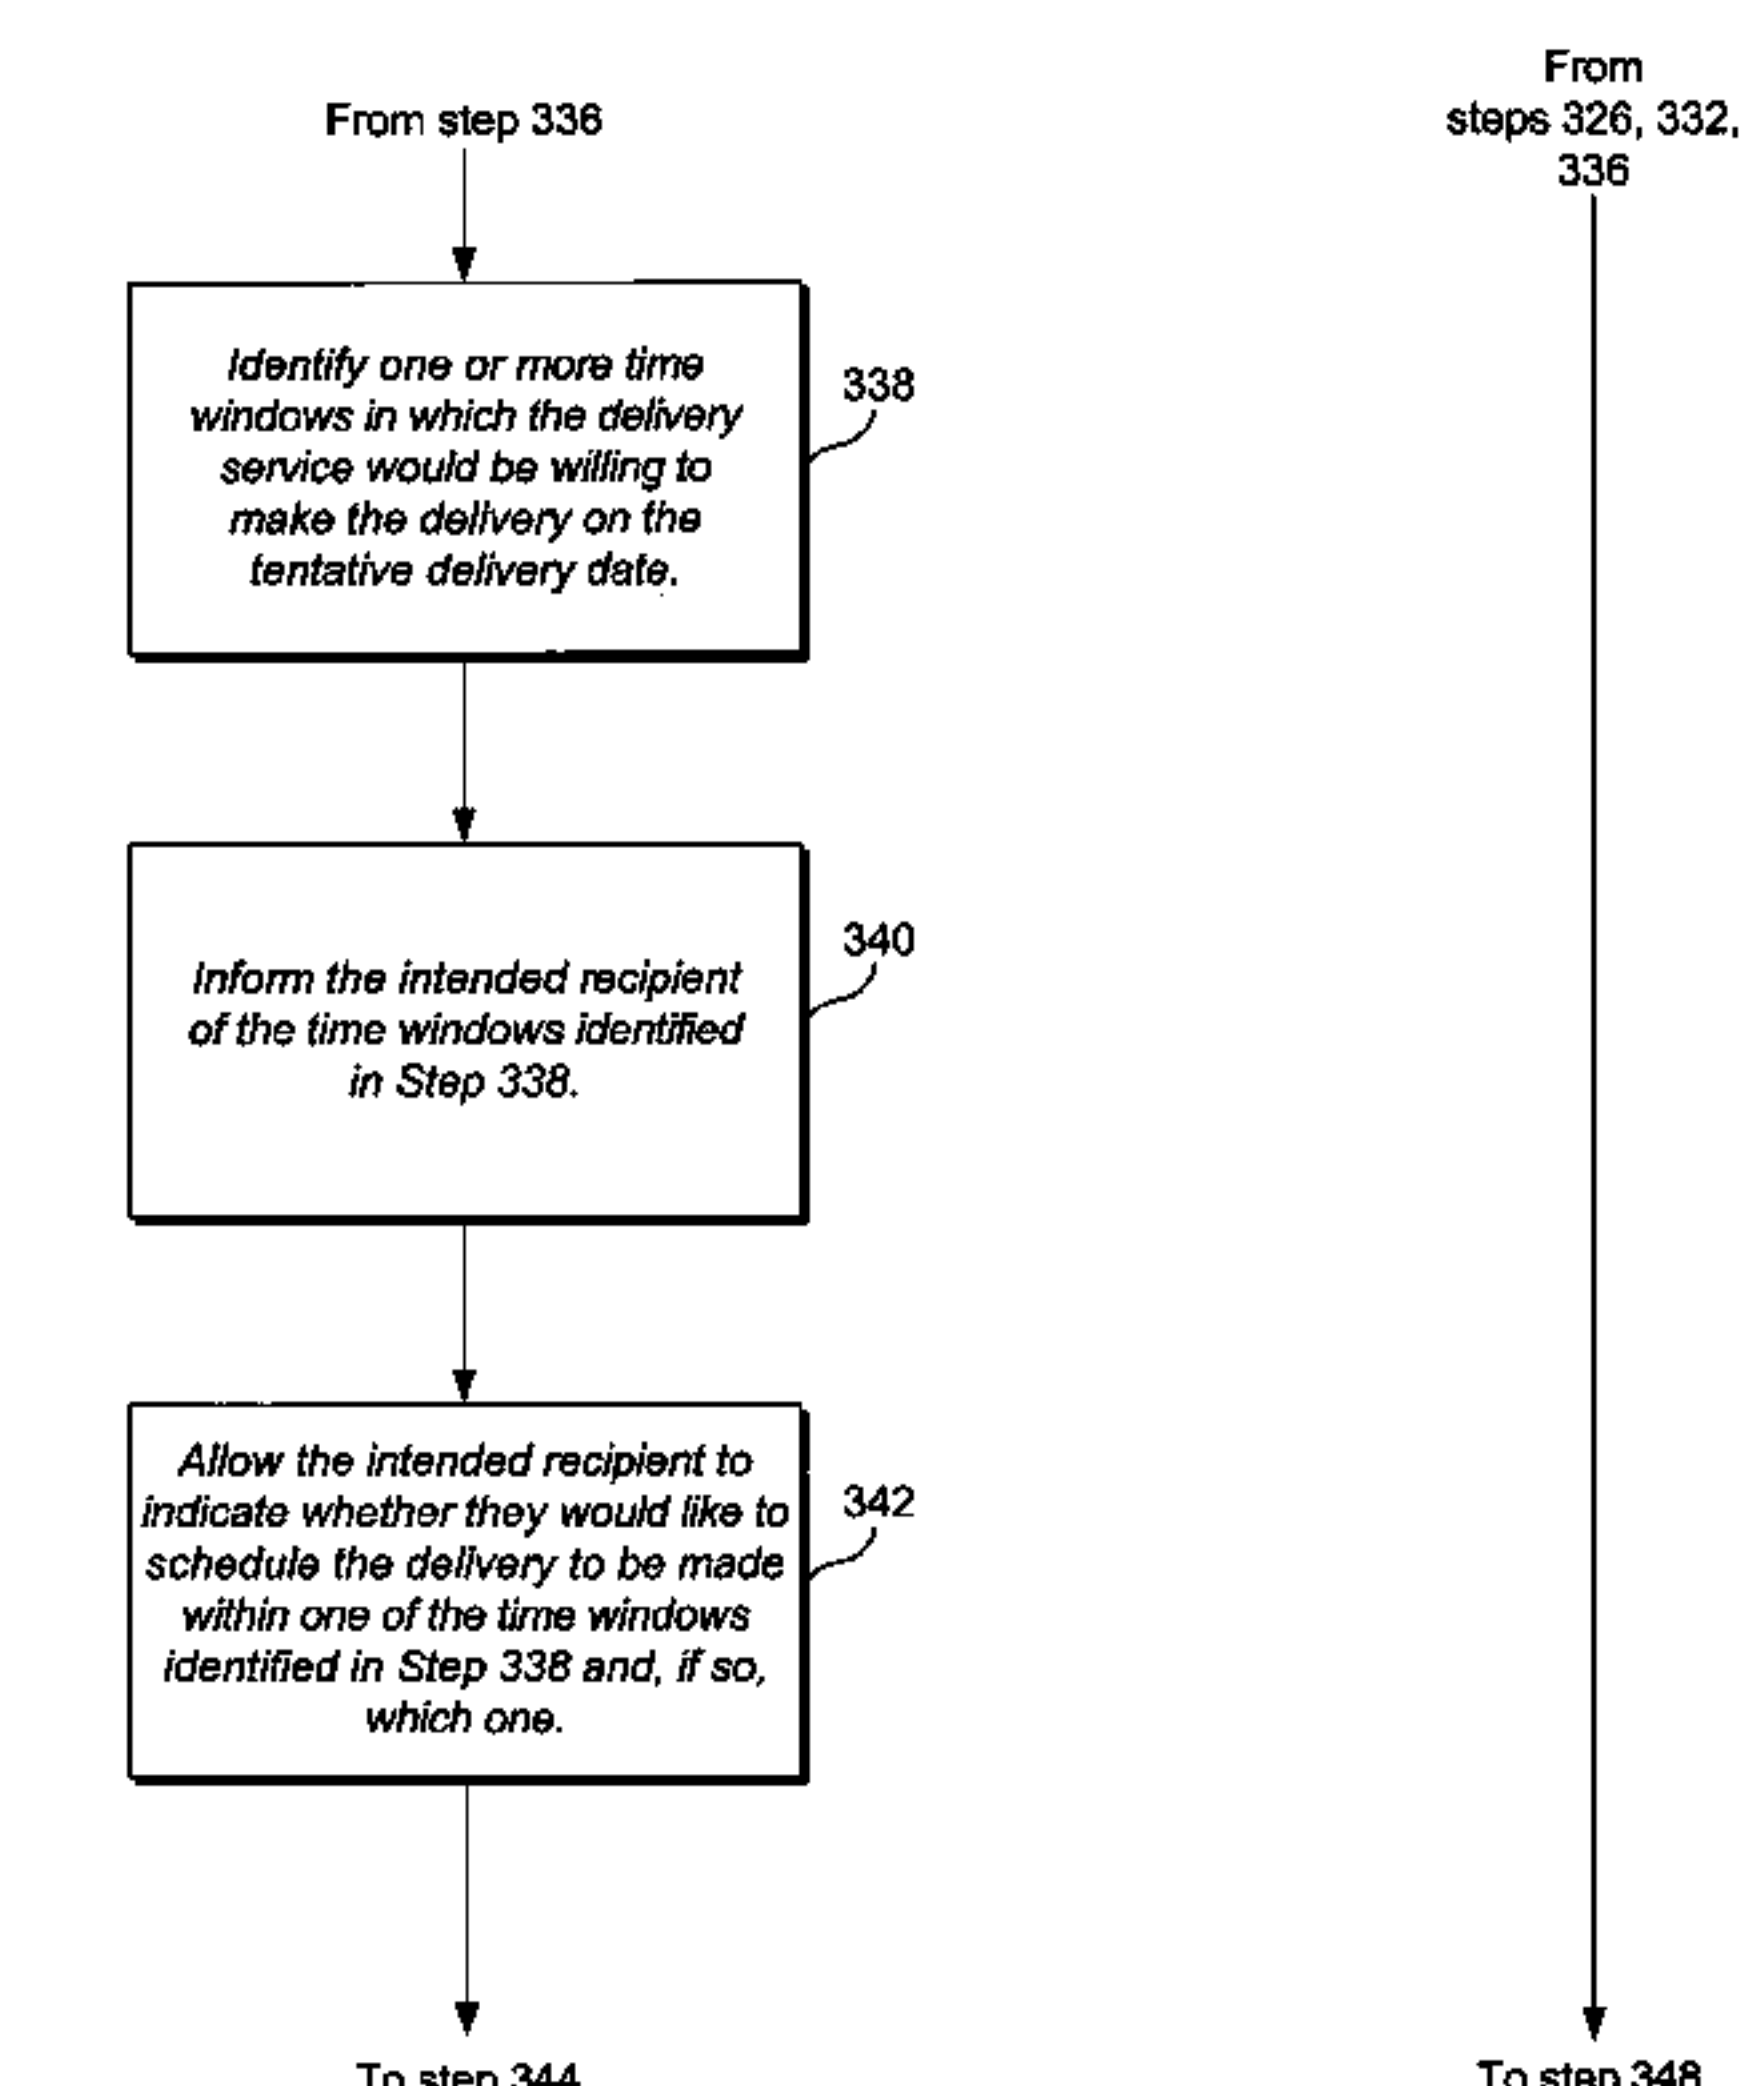 From step 336
From
steps 326, 332,
336
Identify one or more time
windows in which the delivery
service would be willing to
make the delivery on the
tentative delivery date.
338
Inform the intended recipient
of the time windows identified
in Step 338.
340
Allow the intended recipient to
indicate whether they would like to
schedule the delivery to be made
within one of the time windows
identified in Step 338 and, if so,
which one.
342
To step 344
To step 348